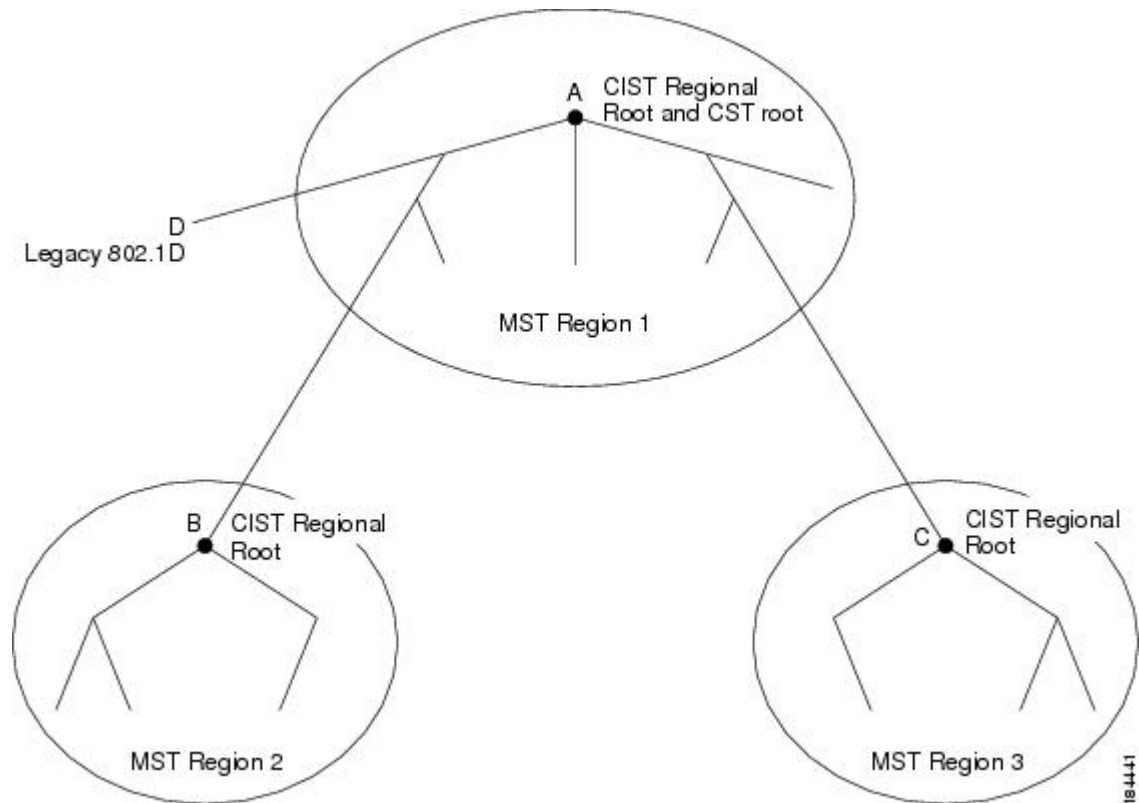 A
CIST Regional
Root and CST root
D
Legacy 802.1D
MST Region 1
B
CIST Regional
Root
C
CIST Regional
Root
MST Region 2
MST Region 3
184441